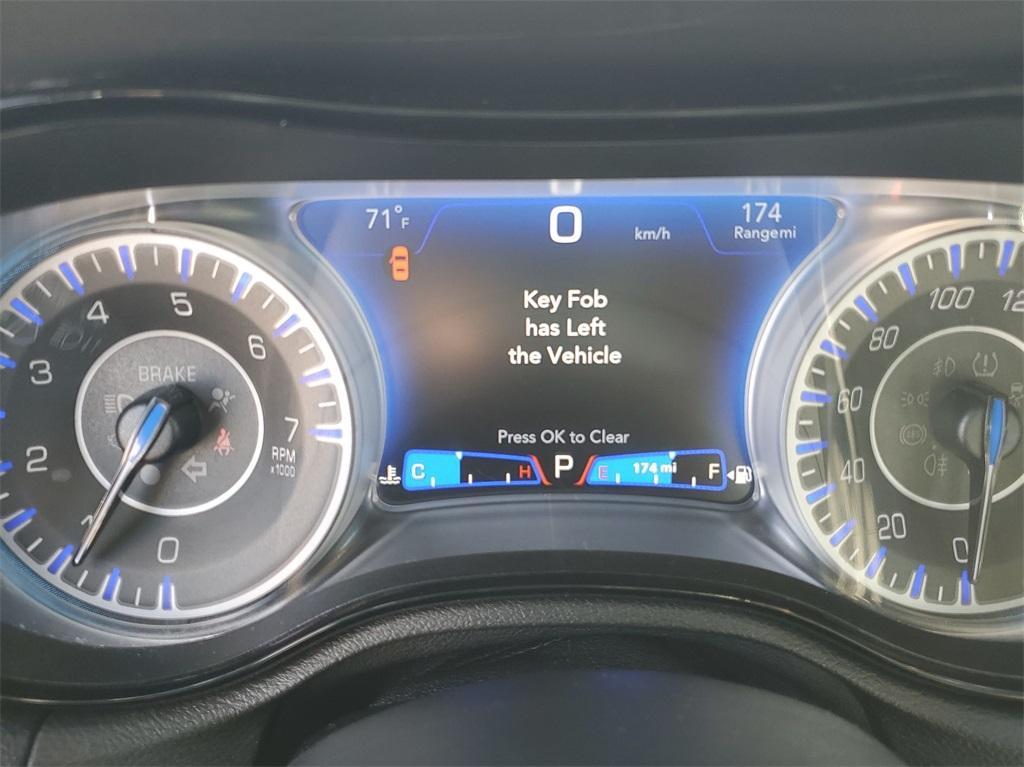 71°F
0
km/h
174
Rangemi
Key Fob
has Left
the Vehicle
Press OK to Clear
C
H
P
E
174 mi
F
BRAKE
0
1
2
3
4
5
6
7
RPM
x1000
0
20
40
60
80
100